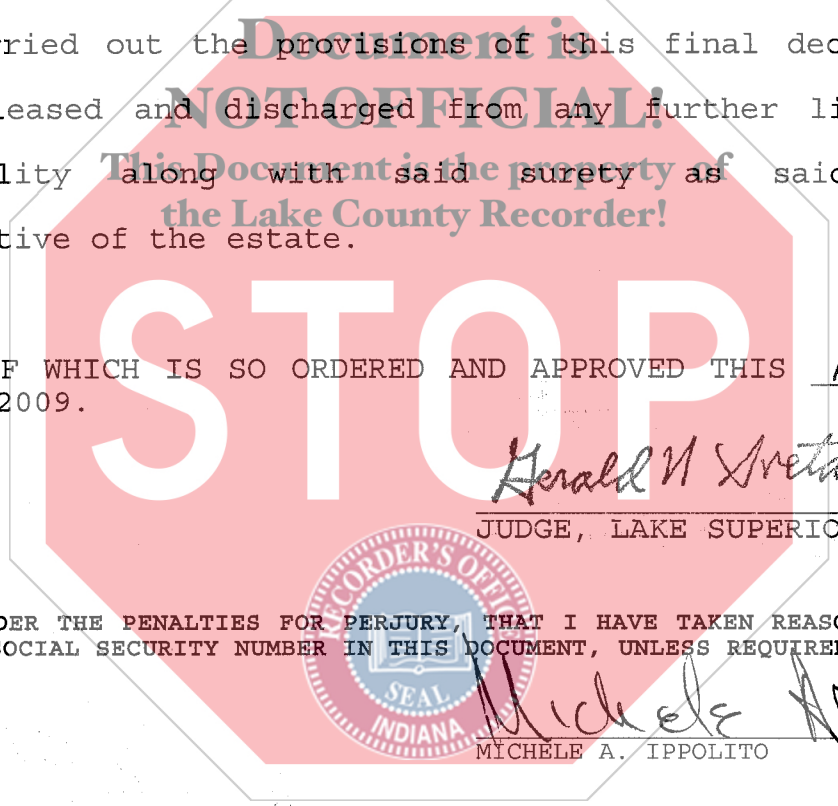 Document is
rried out the provisions of this final dec
NOT OFFICIAL!
leased and discharged from any further li
This Document is the property of
lity along with said surety as said
the Lake County Recorder!
tive of the estate.
STOP
F WHICH IS SO ORDERED AND APPROVED THIS
2009.
Gerald N
JUDGE, LAKE SUPERIO
RECORDER'S OFFICE
DER THE PENALTIES FOR PERJURY, THAT I HAVE TAKEN REASO
SOCIAL SECURITY NUMBER IN THIS DOCUMENT, UNLESS REQUIRE
SEAL
INDIANA
Michele A
MICHELE A. IPPOLITO